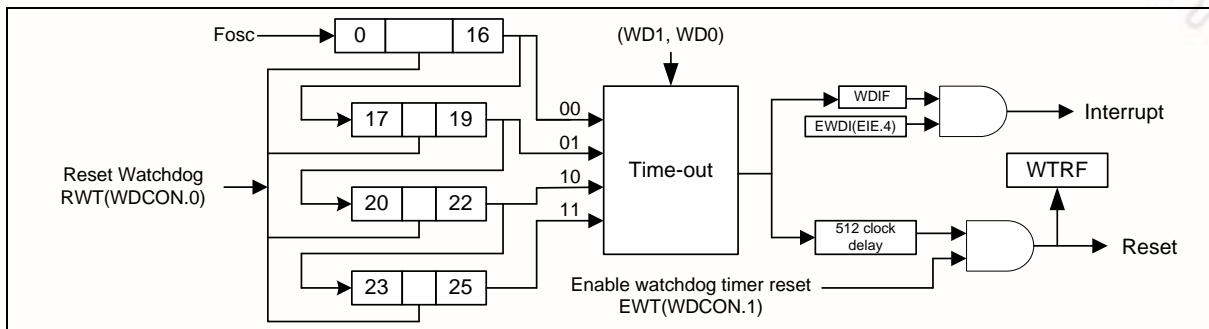 Fosc
0 16
(WD1, WD0)
17 19
20 22
23 25
Reset Watchdog
RWT(WDCON.0)
00
01
10
11
Time-out
WDIF
EWDI(EIE.4)
Interrupt
WTRF
512 clock
delay
Reset
Enable watchdog timer reset
EWT(WDCON.1)